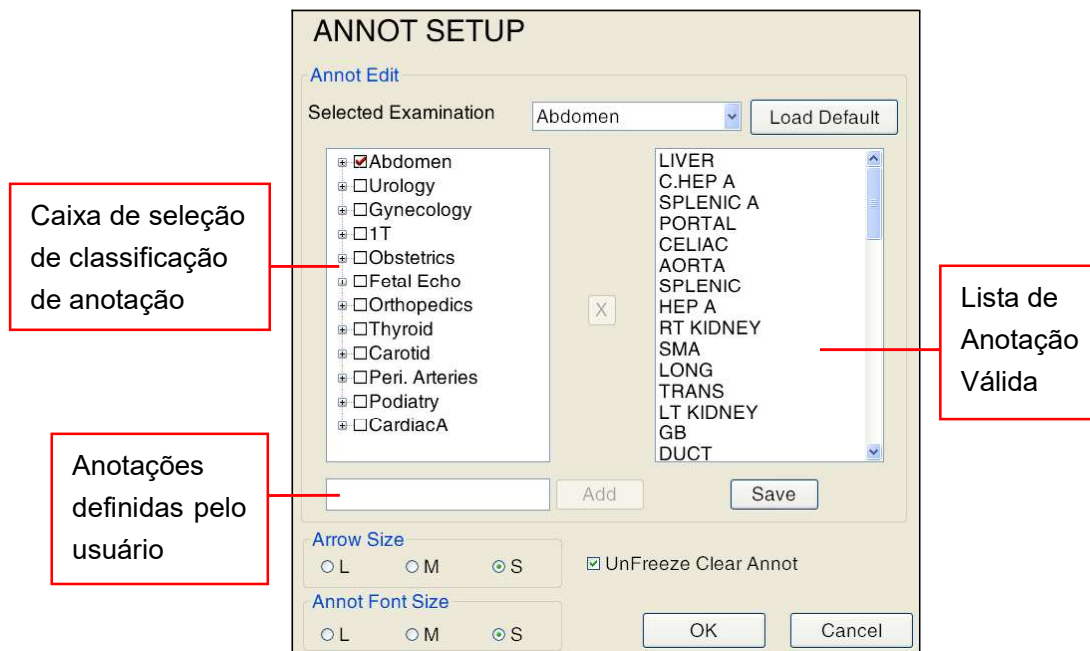 ANNOT SETUP
Annot Edit
Selected Examination
Abdomen
Load Default
Abdomen
Urology
Gynecology
1T
Obstetrics
Fetal Echo
Orthopedics
Thyroid
Carotid
Peri. Arteries
Podiatry
CardiacA
X
LIVER
C.HEP A
SPLENIC A
PORTAL
CELIAC
AORTA
SPLENIC
HEP A
RT KIDNEY
SMA
LONG
TRANS
LT KIDNEY
GB
DUCT
Add
Save
Arrow Size
L M S
UnFreeze Clear Annot
Annot Font Size
L M S
OK
Cancel
Caixa de seleção
de classificação
de anotação
Anotações
definidas pelo
usuário
Lista de
Anotação
Válida